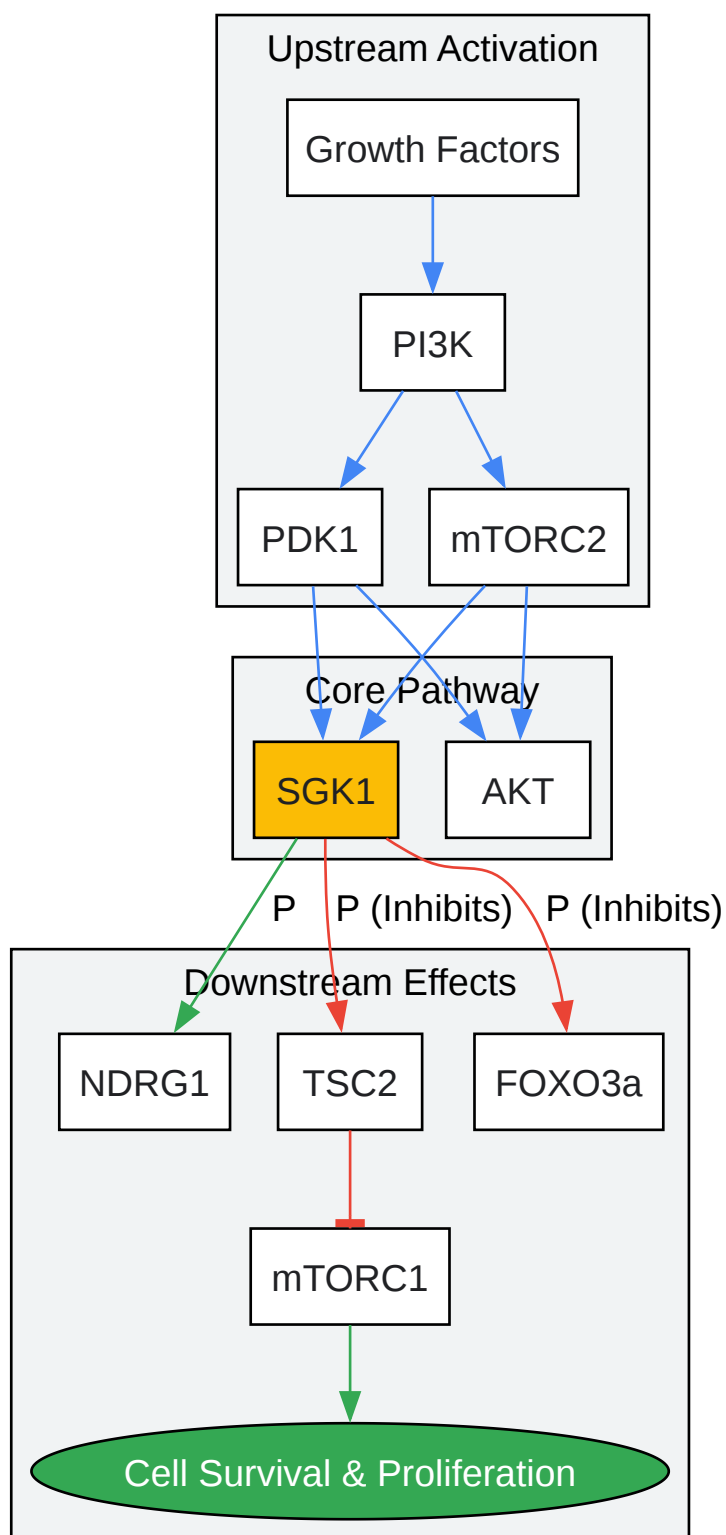 Upstream Activation
Growth Factors
PI3K
PDK1
mTORC2
Core Pathway
SGK1
AKT
P
P (Inhibits)
P (Inhibits)
Downstream Effects
NDRG1
TSC2
FOXO3a
mTORC1
Cell Survival & Proliferation